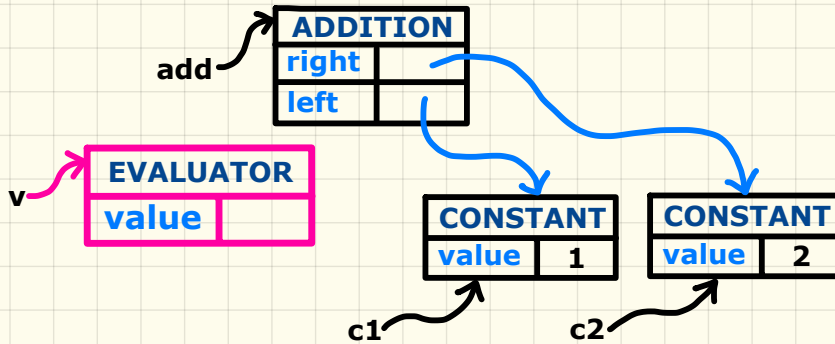 ADDITION
add
right
left
v
EVALUATOR
value
CONSTANT
value 1
CONSTANT
value 2
c1
c2